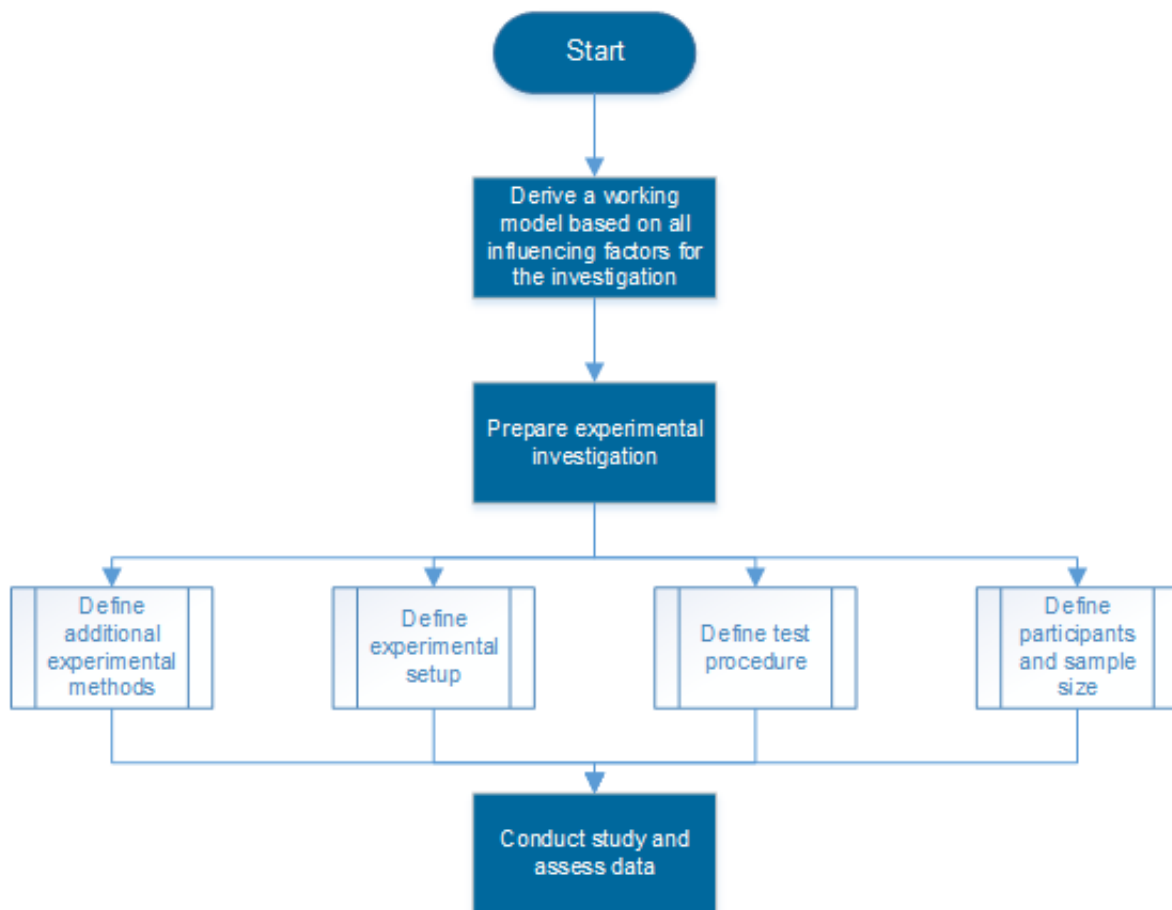 Start
Derive a working
model based on all
influencing factors for
the investigation
Prepare experimental
investigation
Define
additional
experimental
methods
Define
experimental
setup
Define test
procedure
Define
participants
and sample
size
Conduct study and
assess data